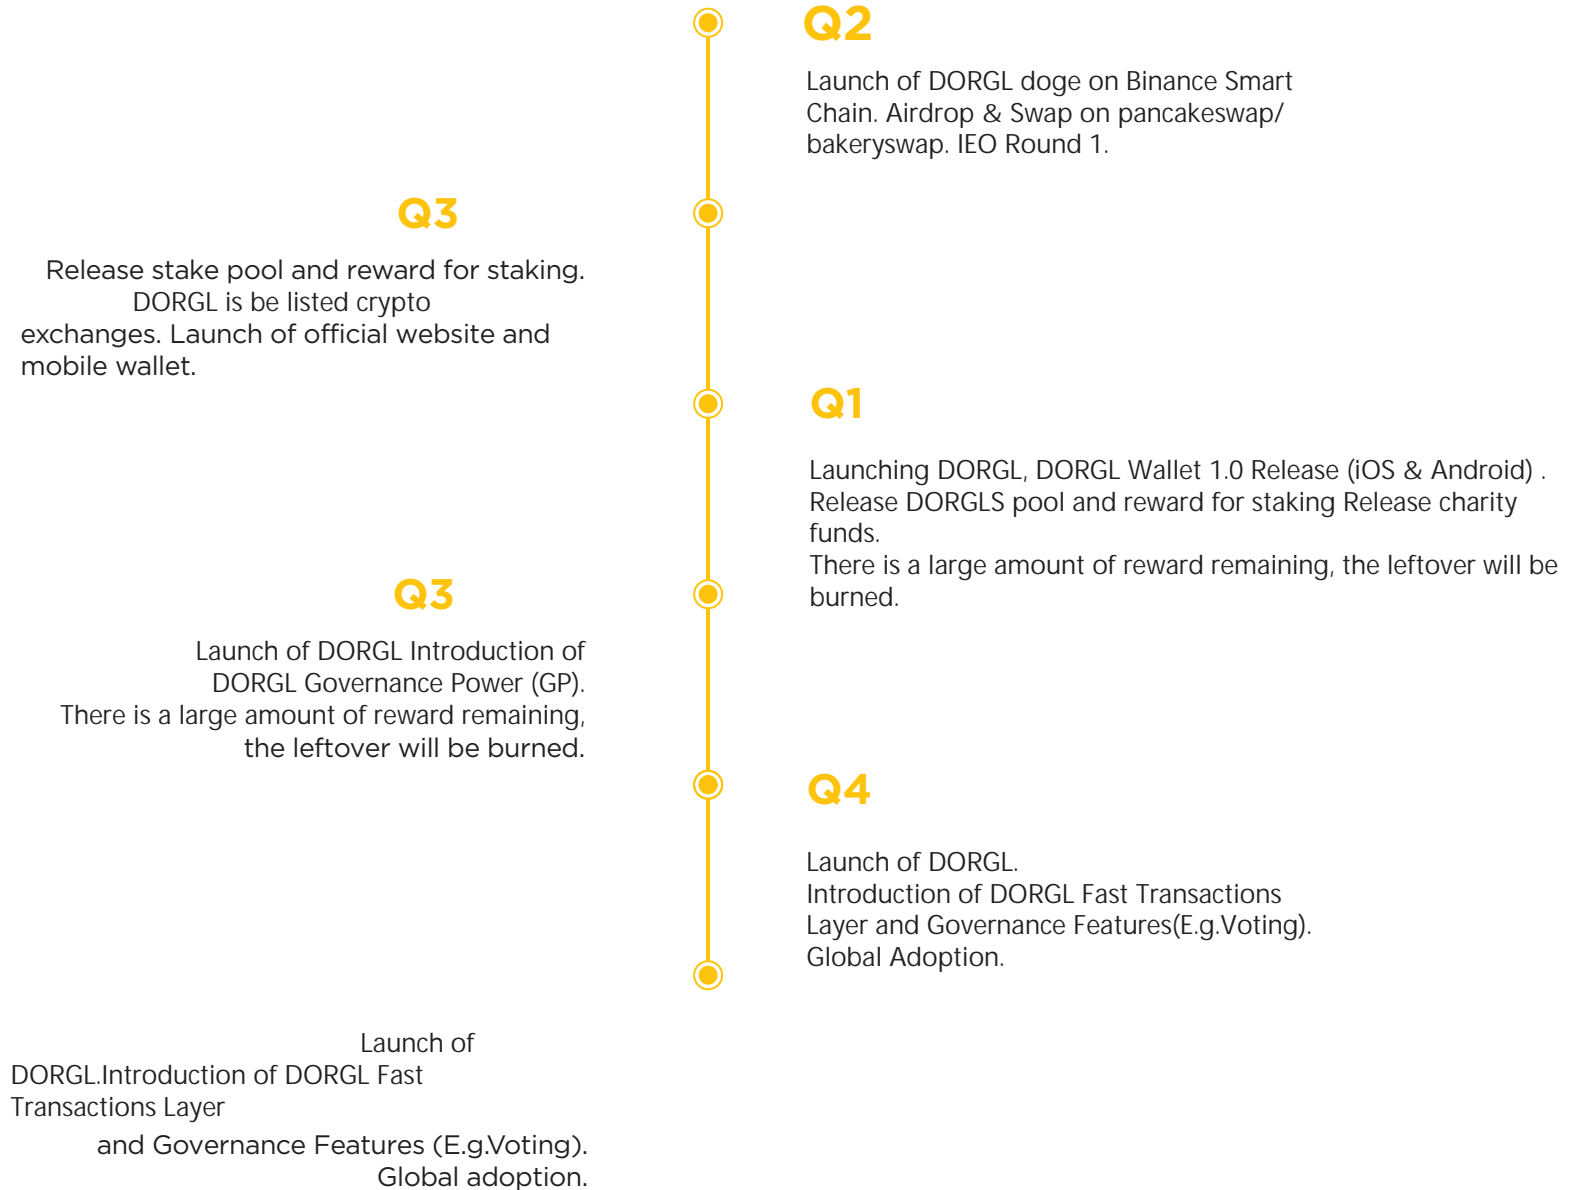 Q2
Launch of DORGL doge on Binance Smart
Chain. Airdrop & Swap on pancakeswap/
bakeryswap. IEO Round 1.
Q3
Release stake pool and reward for staking.
DORGL is be listed crypto
exchanges. Launch of official website and
mobile wallet.
Q1
Launching DORGL, DORGL Wallet 1.0 Release (iOS & Android) .
Release DORGLS pool and reward for staking Release charity
funds.
There is a large amount of reward remaining, the leftover will be
burned.
Q3
Launch of DORGL Introduction of
DORGL Governance Power (GP).
There is a large amount of reward remaining,
the leftover will be burned.
Q4
Launch of DORGL.
Introduction of DORGL Fast Transactions
Layer and Governance Features(E.g.Voting).
Global Adoption.
Launch of
DORGL.Introduction of DORGL Fast
Transactions Layer
and Governance Features (E.g.Voting).
Global adoption.